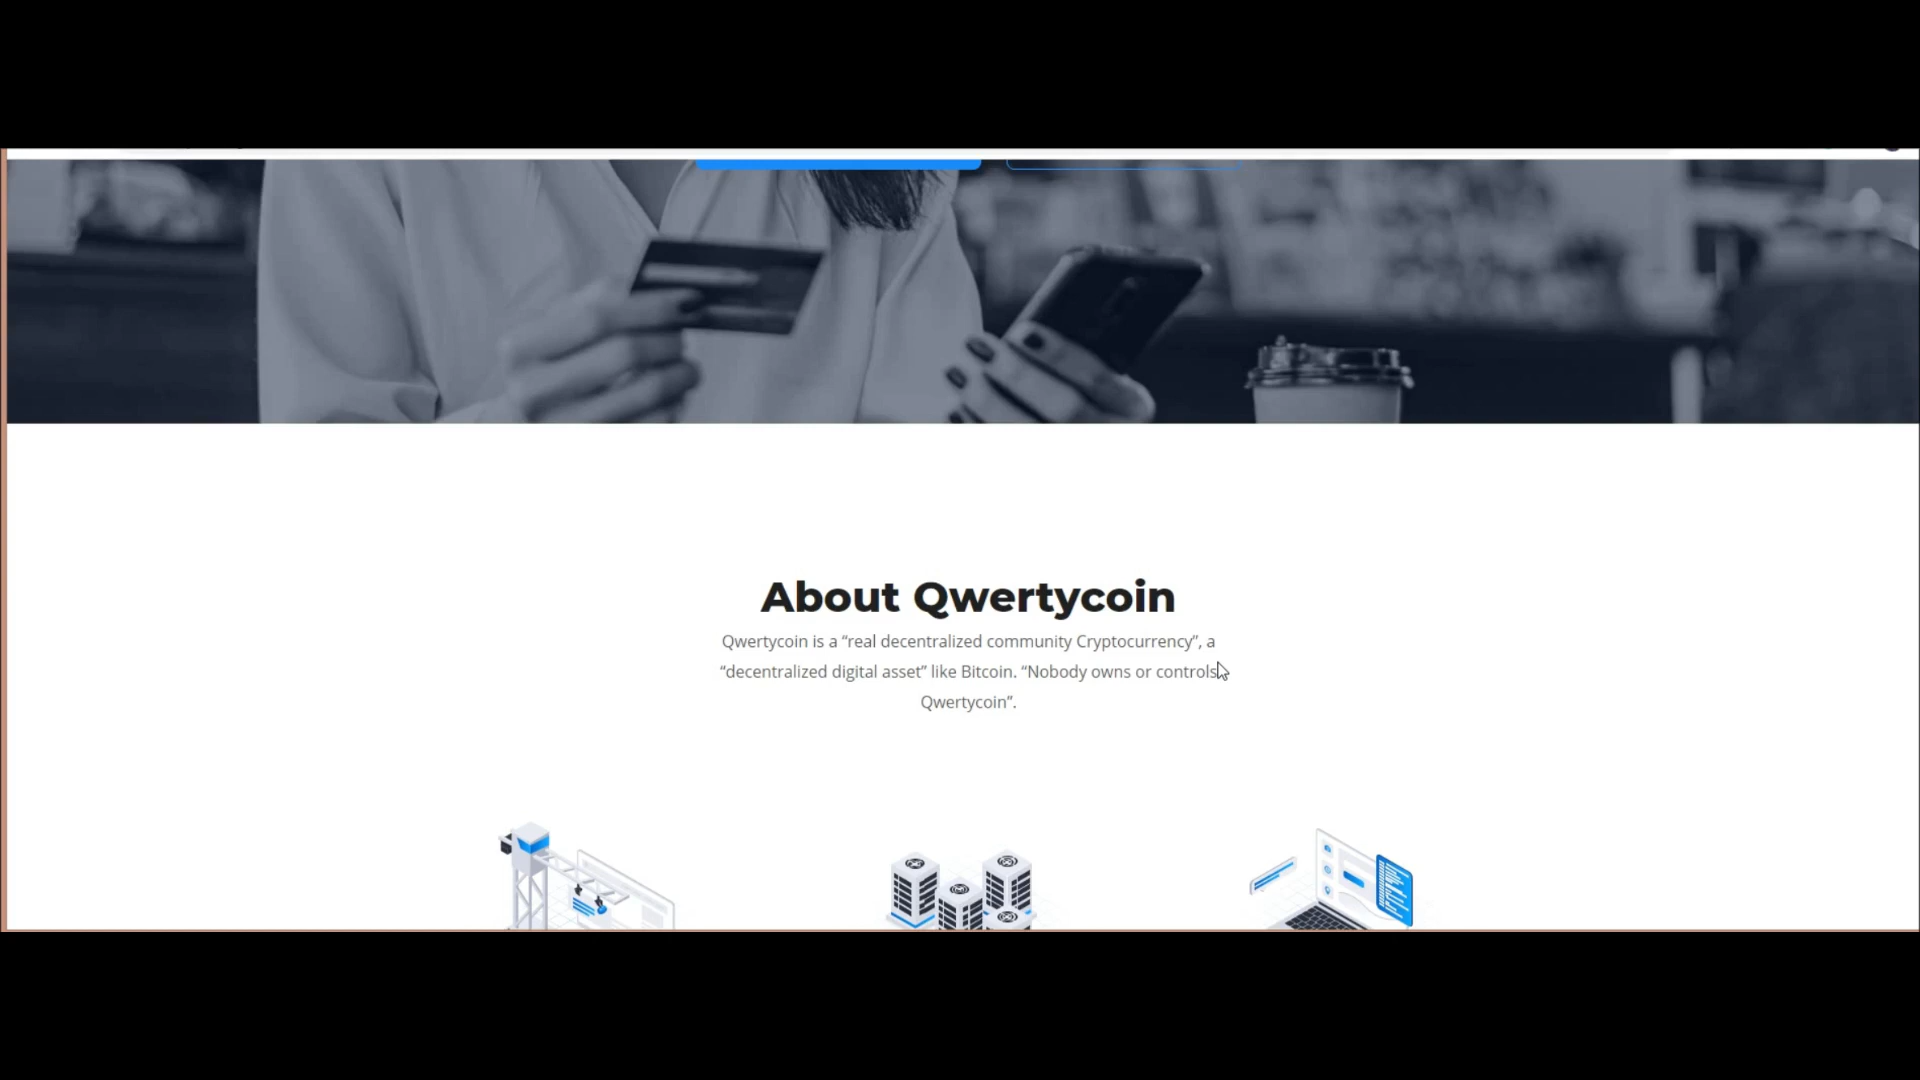 About Qwertycoin
Qwertycoin is a “real decentralized community Cryptocurrency”, a
“decentralized digital asset” like Bitcoin. “Nobody owns or controls
Qwertycoin”.